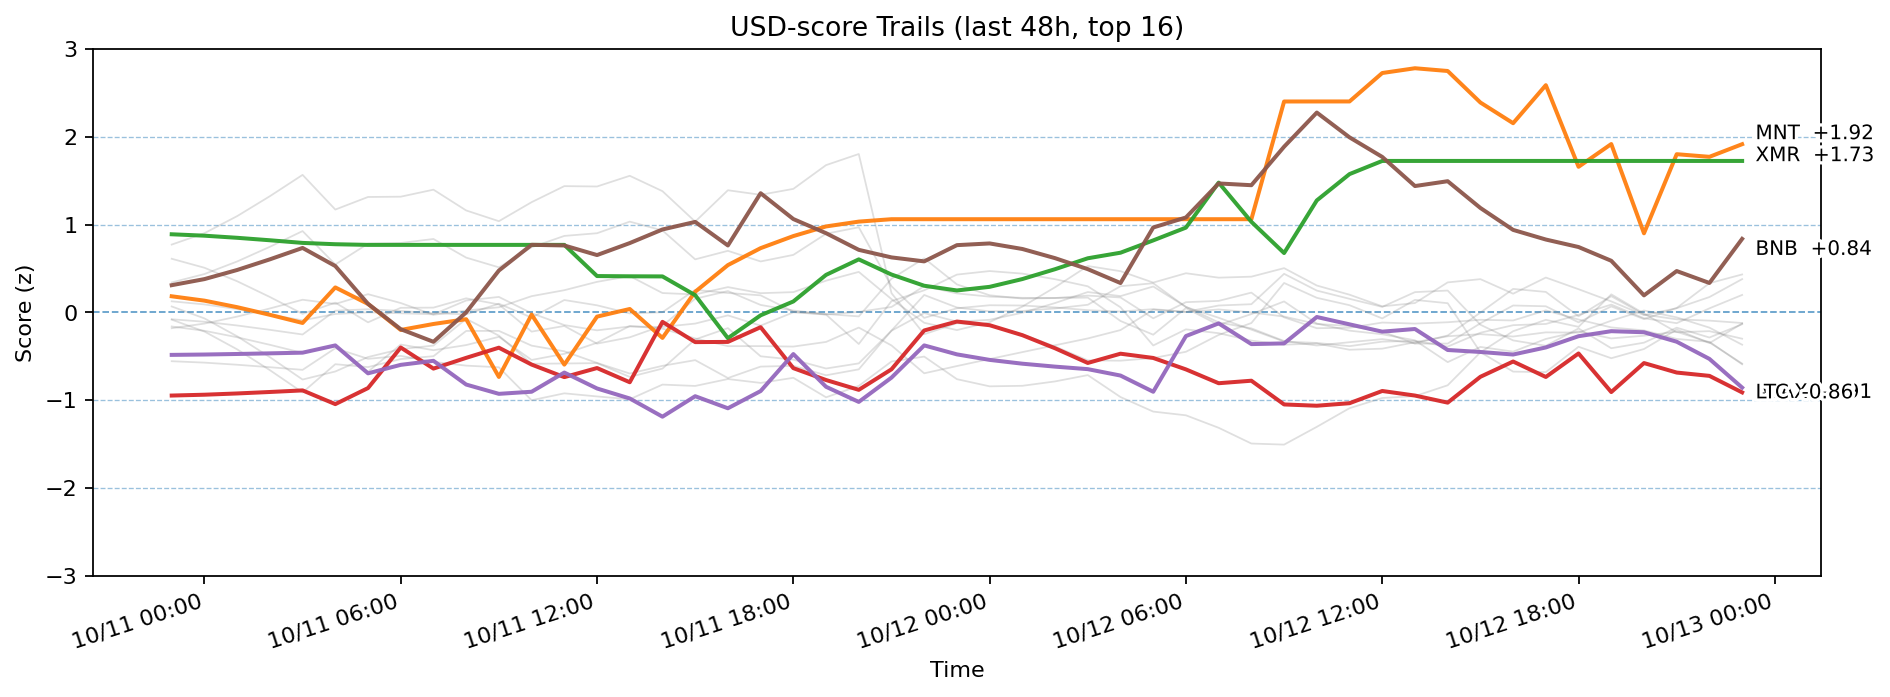 USD-score Trails (last 48h, top 16)
3
2
1
0
−1
−2
−3
Score (z)
MNT +1.92
XMR +1.73
BNB +0.84
10/11 00:00
10/11 06:00
10/11 12:00
10/11 18:00
10/12 00:00
10/12 06:00
10/12 12:00
10/12 18:00
10/13 00:00
Time